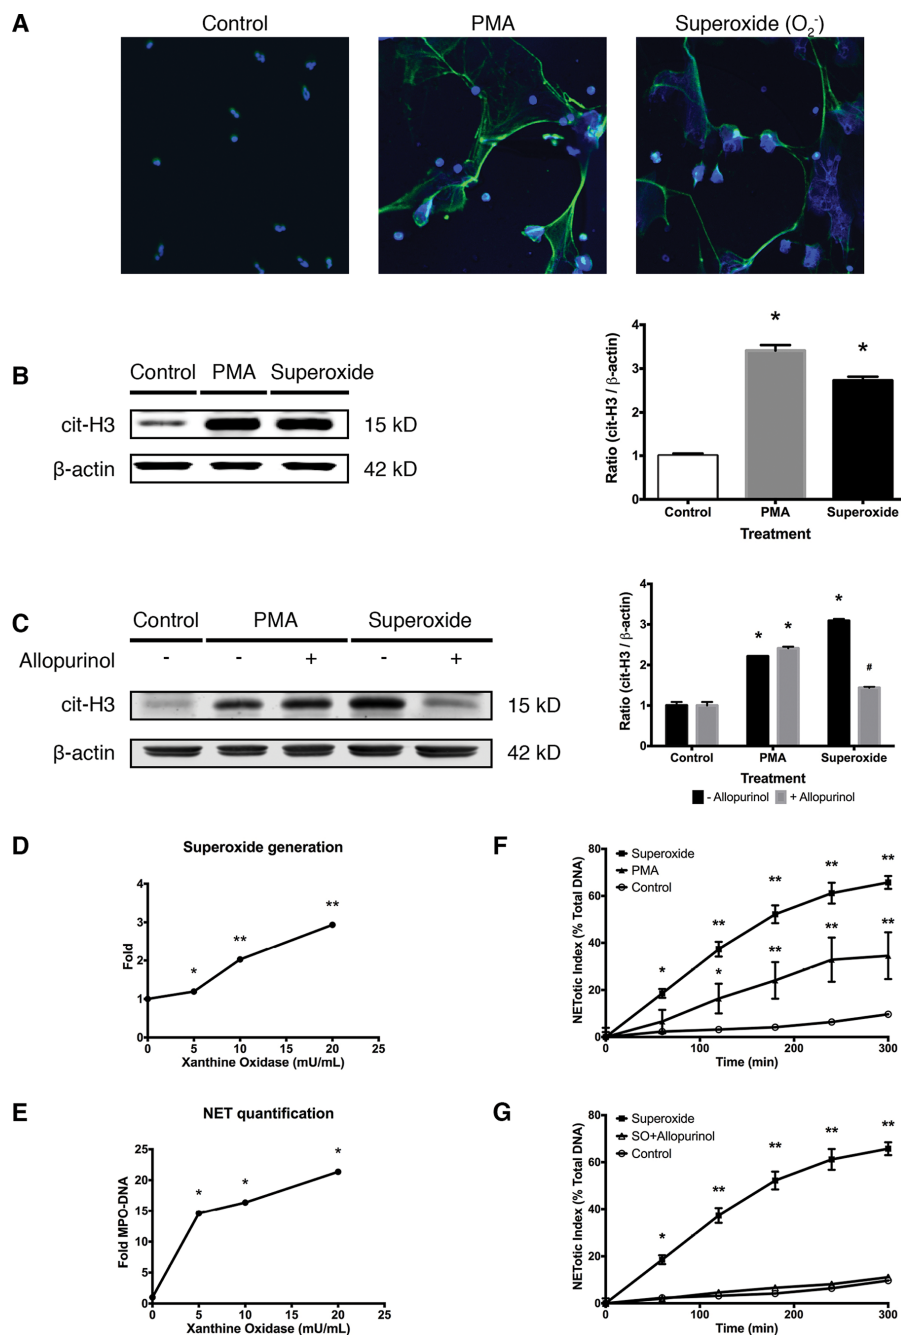 A
Control
PMA
Superoxide (O2-)
B
Control PMA Superoxide
cit-H3
15 kD
β-actin
42 kD
Ratio (cit-H3 / β-actin)
4
3
2
1
0
*
*
Control
PMA
Superoxide
Treatment
C
Control
PMA
Superoxide
Allopurinol
- - + - +
cit-H3
15 kD
β-actin
42 kD
Ratio (cit-H3 / β-actin)
4
3
2
1
0
*
*
*
#
Control
PMA
Superoxide
Treatment
- Allopurinol
+ Allopurinol
D
Superoxide generation
Fold
4
3
2
1
0
*
**
**
0 5 10 15 20 25
Xanthine Oxidase (mU/mL)
E
NET quantification
Fold MPO-DNA
25
20
15
10
5
0
*
*
*
0 5 10 15 20 25
Xanthine Oxidase (mU/mL)
F
Superoxide
PMA
Control
NETotic Index (% Total DNA)
80
60
40
20
0
* ** ** ** **
* ** ** **
0 100 200 300
Time (min)
G
Superoxide
SO+Allopurinol
Control
NETotic Index (% Total DNA)
80
60
40
20
0
* ** ** ** **
0 100 200 300
Time (min)